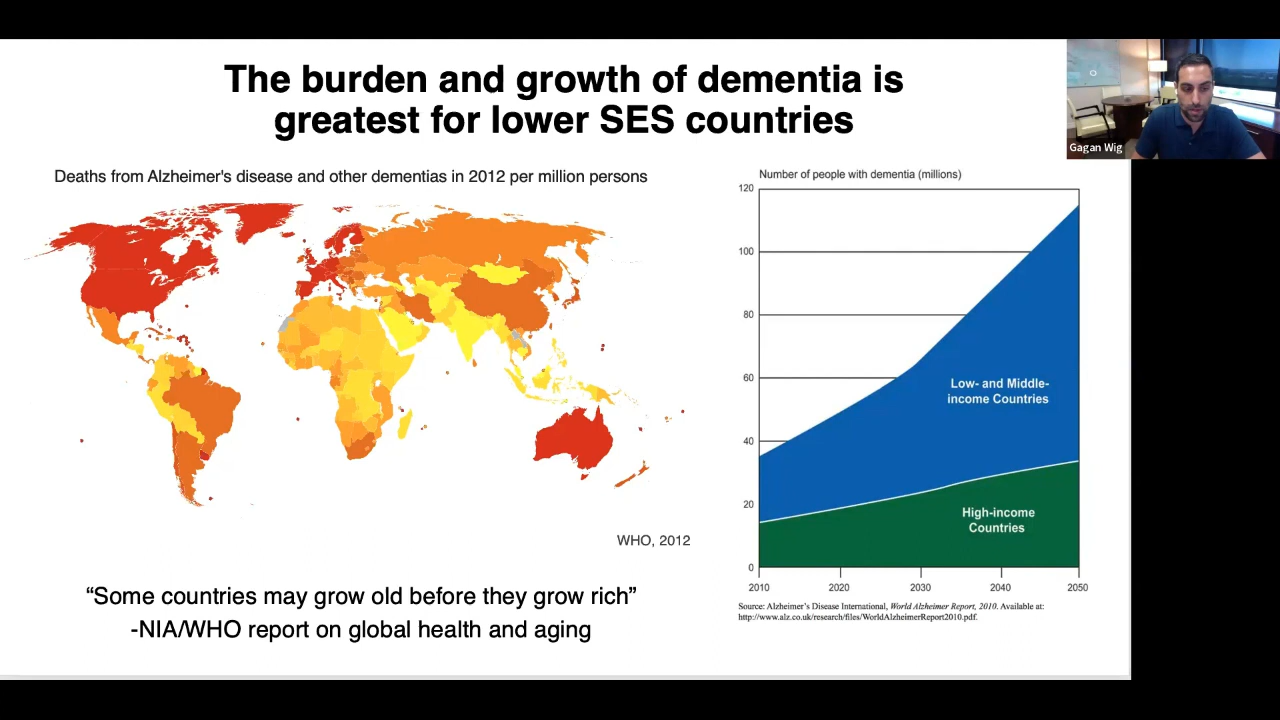 The burden and growth of dementia is
greatest for lower SES countries
Gagan Wig
Deaths from Alzheimer's disease and other dementias in 2012 per million persons
WHO, 2012
“Some countries may grow old before they grow rich”
-NIA/WHO report on global health and aging
Number of people with dementia (millions)
120
100
80
60
40
20
0
Low- and Middle-
income Countries
High-income
Countries
2010 2020 2030 2040 2050
Source: Alzheimer’s Disease International, World Alzheimer Report, 2010. Available at:
http://www.alz.co.uk/research/files/WorldAlzheimerReport2010.pdf.